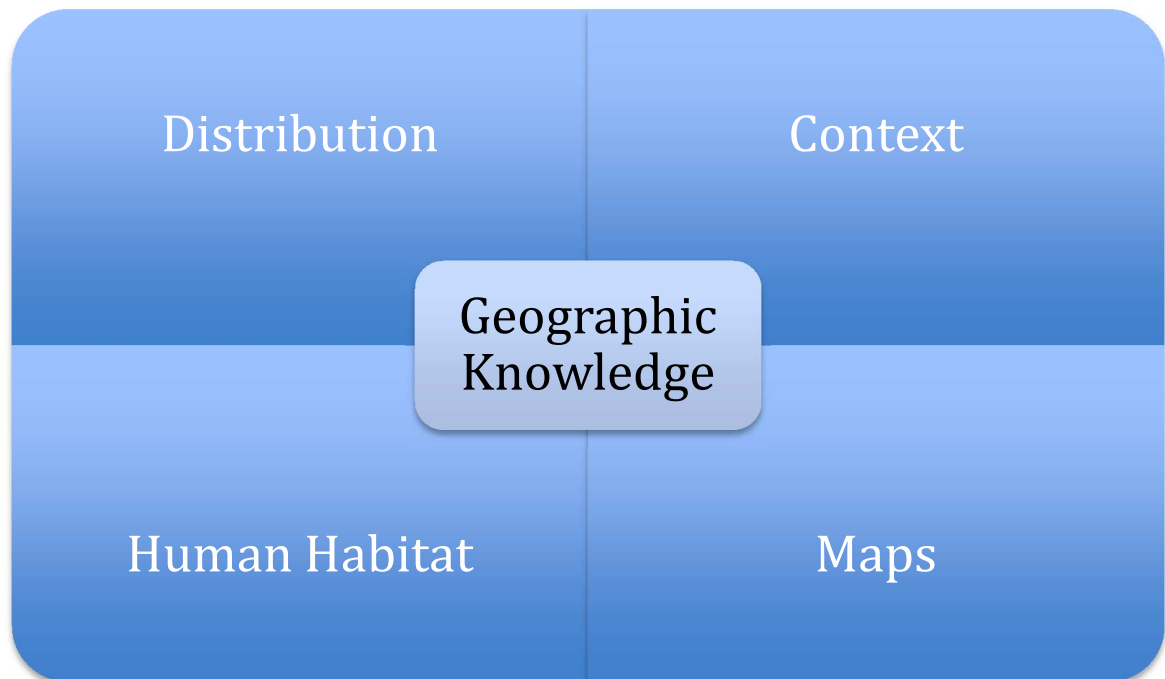 Distribution
Context
Geographic
Knowledge
Human Habitat
Maps